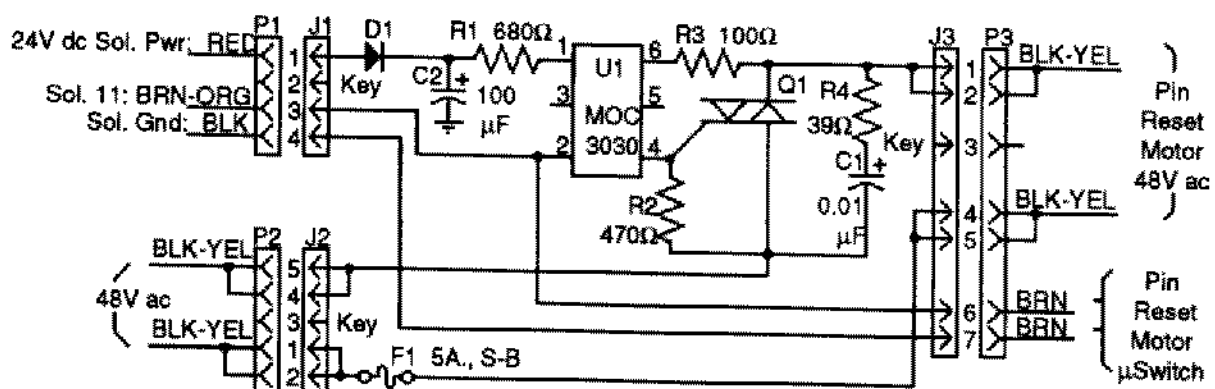 P1 J1 D1 R1 680Ω R3 100Ω J3 P3
24V dc Sol. Pwr: RED 1 1 6 1 BLK-YEL
U1
2 Key C2 + 100 µF 3 5 Q1 R4 39Ω 2 Pin
Sol. 11: BRN-ORG 3 MOC Reset
Sol. Gnd: BLK 4 2 3030 4 Key 3 Motor
C1 + 48V ac
R2 0.01 4 BLK-YEL
470Ω µF 5
P2 J2
BLK-YEL 5
4
48V ac 3 Key 6 BRN Pin
BLK-YEL 1 7 BRN Reset
2 F1 5A., S-B Motor
µSwitch